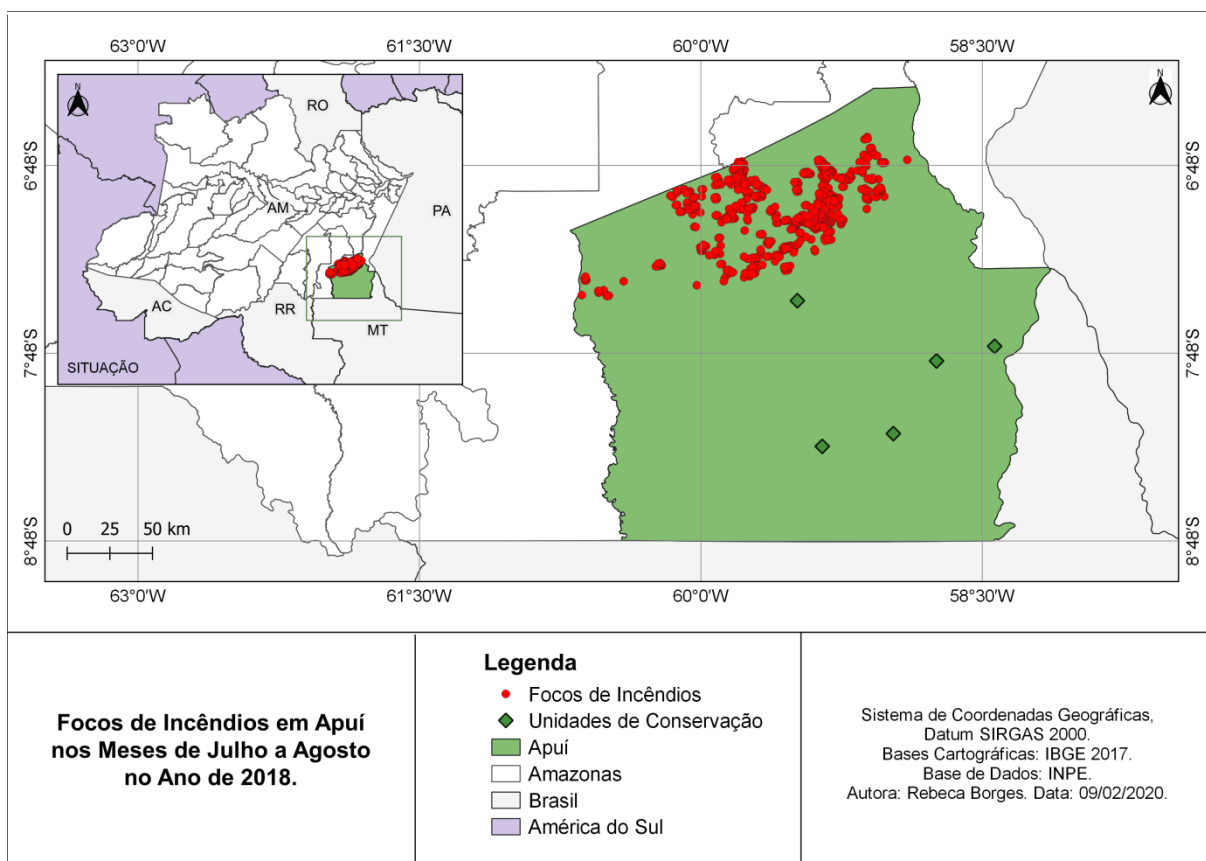 63°0'W 61°30'W 60°0'W 58°30'W
N
N
RO
AM
PA
AC
RR
MT
SITUAÇÃO
6°48'S
7°48'S
8°48'S
6°48'S
7°48'S
8°48'S
0 25 50 km
63°0'W 61°30'W 60°0'W 58°30'W
Focos de Incêndios em Apuí
nos Meses de Julho a Agosto
no Ano de 2018.
Legenda
Focos de Incêndios
Unidades de Conservação
Apuí
Amazonas
Brasil
América do Sul
Sistema de Coordenadas Geográficas,
Datum SIRGAS 2000.
Bases Cartográficas: IBGE 2017.
Base de Dados: INPE.
Autora: Rebeca Borges. Data: 09/02/2020.